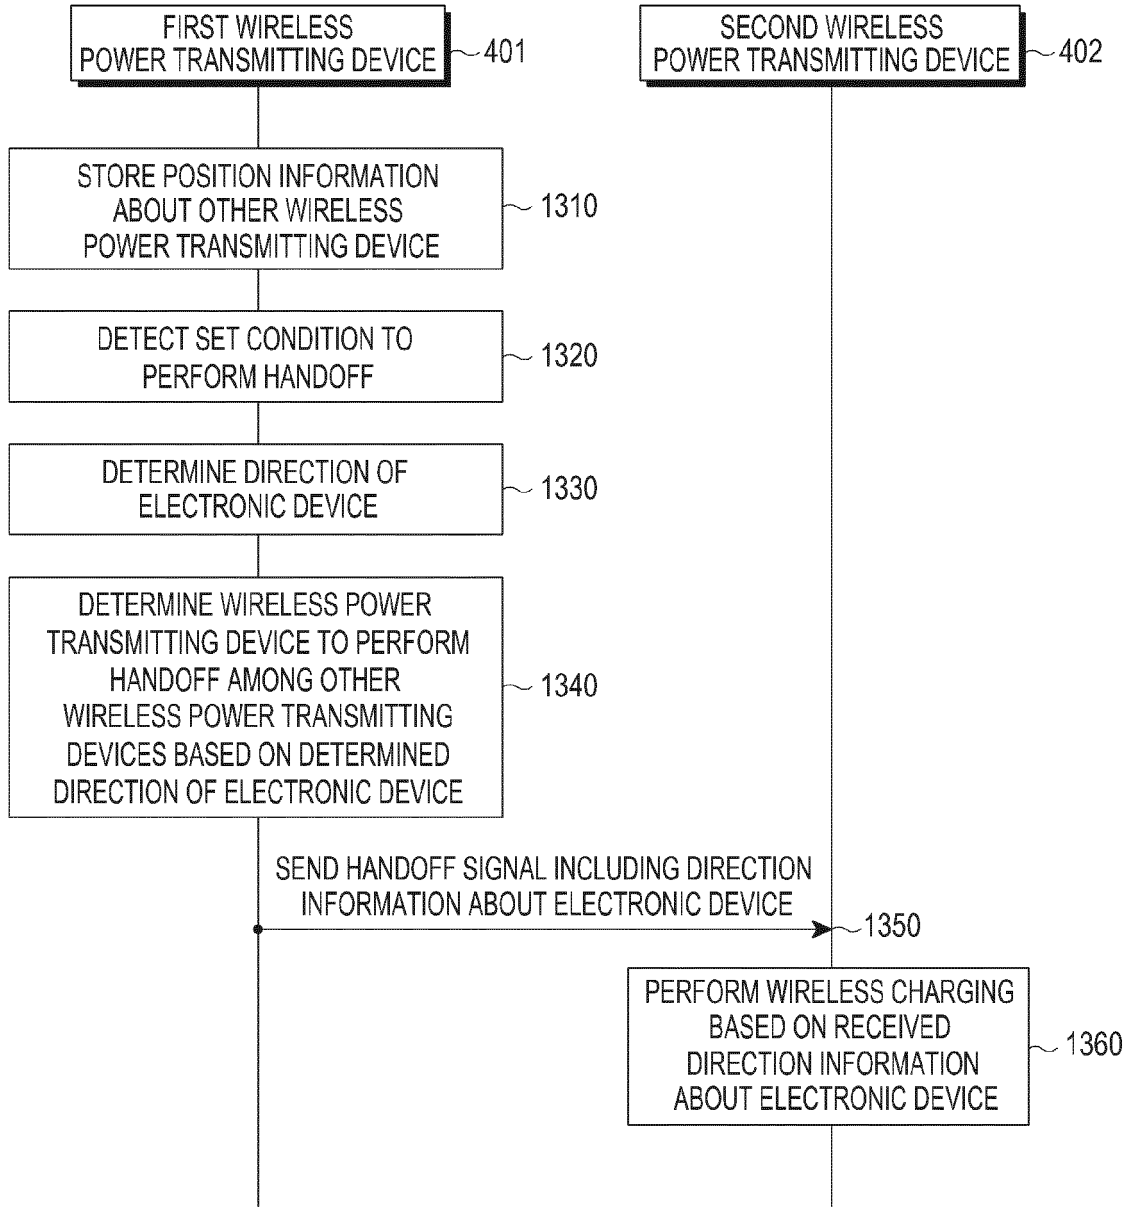 FIRST WIRELESS
POWER TRANSMITTING DEVICE
401
SECOND WIRELESS
POWER TRANSMITTING DEVICE
402
STORE POSITION INFORMATION
ABOUT OTHER WIRELESS
POWER TRANSMITTING DEVICE
1310
DETECT SET CONDITION TO
PERFORM HANDOFF
1320
DETERMINE DIRECTION OF
ELECTRONIC DEVICE
1330
DETERMINE WIRELESS POWER
TRANSMITTING DEVICE TO PERFORM
HANDOFF AMONG OTHER
WIRELESS POWER TRANSMITTING
DEVICES BASED ON DETERMINED
DIRECTION OF ELECTRONIC DEVICE
1340
SEND HANDOFF SIGNAL INCLUDING DIRECTION
INFORMATION ABOUT ELECTRONIC DEVICE
1350
PERFORM WIRELESS CHARGING
BASED ON RECEIVED
DIRECTION INFORMATION
ABOUT ELECTRONIC DEVICE
1360